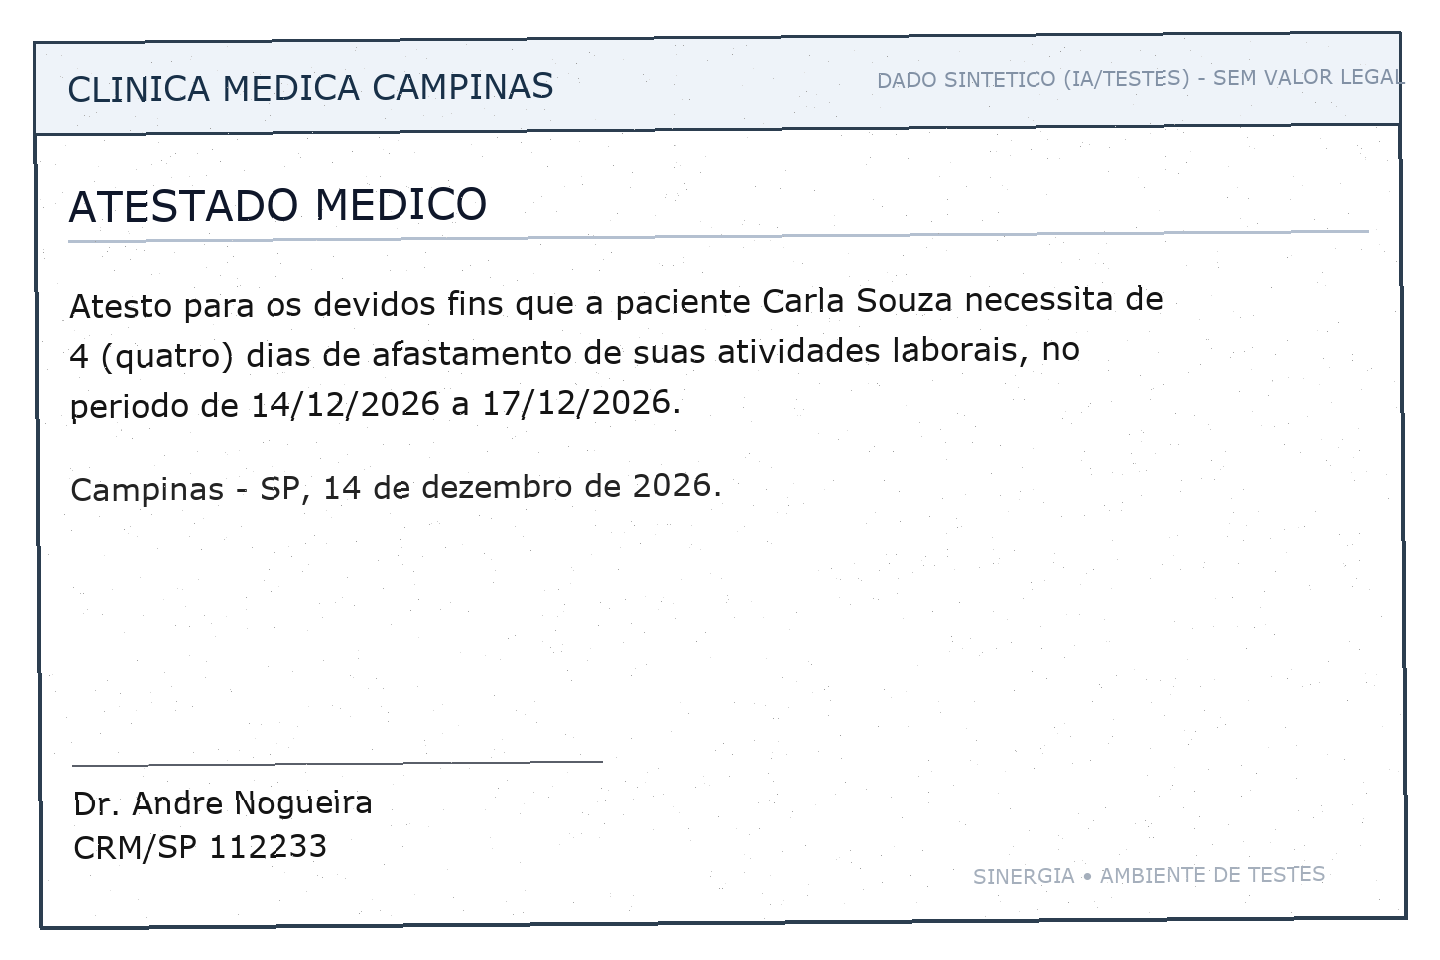 CLINICA MEDICA CAMPINAS
DADO SINTETICO (IA/TESTES) - SEM VALOR LEGAL
ATESTADO MEDICO
Atesto para os devidos fins que a paciente Carla Souza necessita de
4 (quatro) dias de afastamento de suas atividades laborais, no
periodo de 14/12/2026 a 17/12/2026.
Campinas - SP, 14 de dezembro de 2026.
Dr. Andre Nogueira
CRM/SP 112233
SINERGIA • AMBIENTE DE TESTES